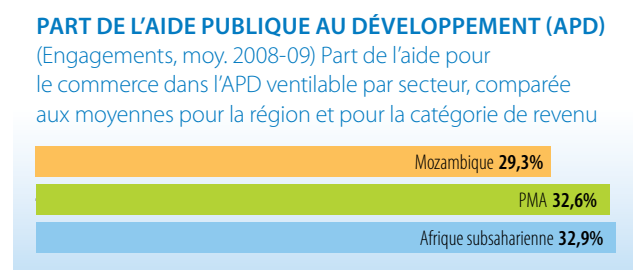 PART DE L’AIDE PUBLIQUE AU DÉVELOPPEMENT (APD)
(Engagements, moy. 2008-09) Part de l’aide pour
le commerce dans l’APD ventilable par secteur, comparée
aux moyennes pour la région et pour la catégorie de revenu
Mozambique 29,3%
PMA 32,6%
Afrique subsaharienne 32,9%